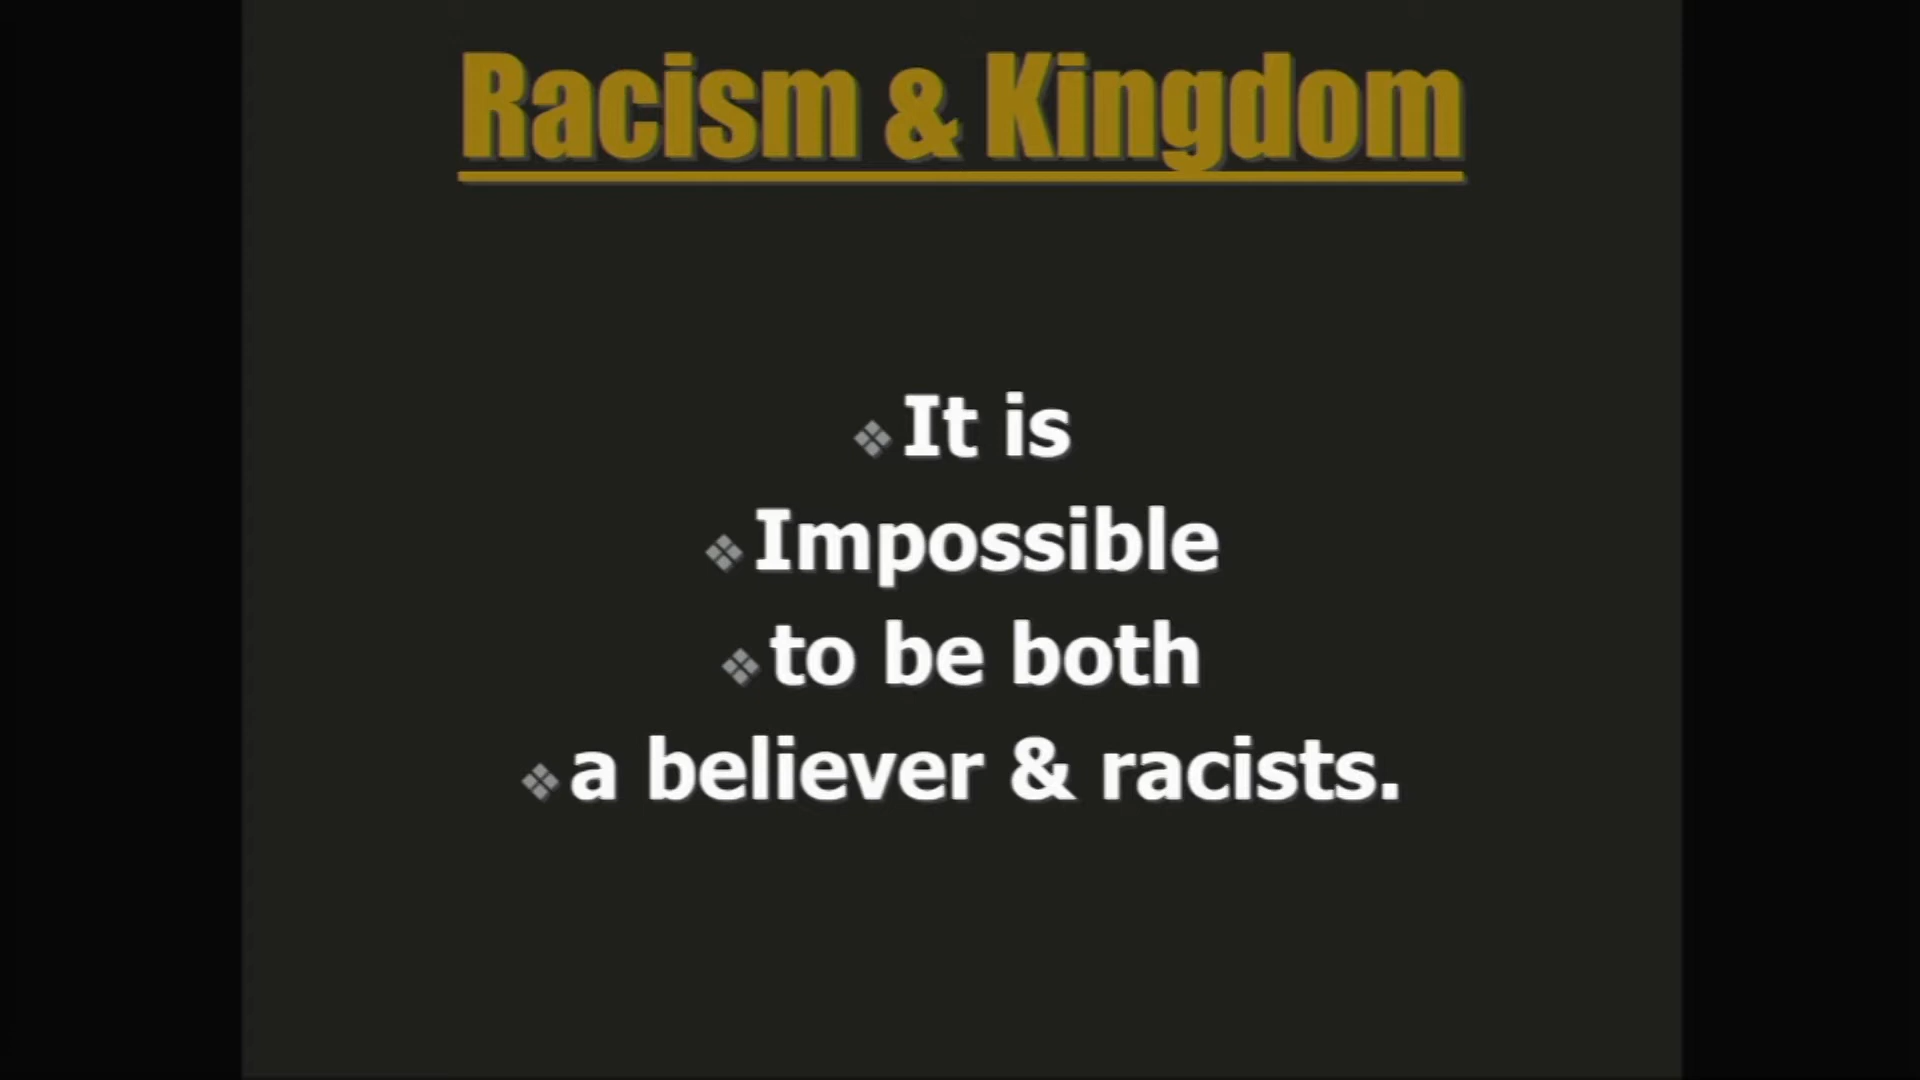 Racism & Kingdom
❖ It is
❖ Impossible
❖ to be both
❖ a believer & racists.